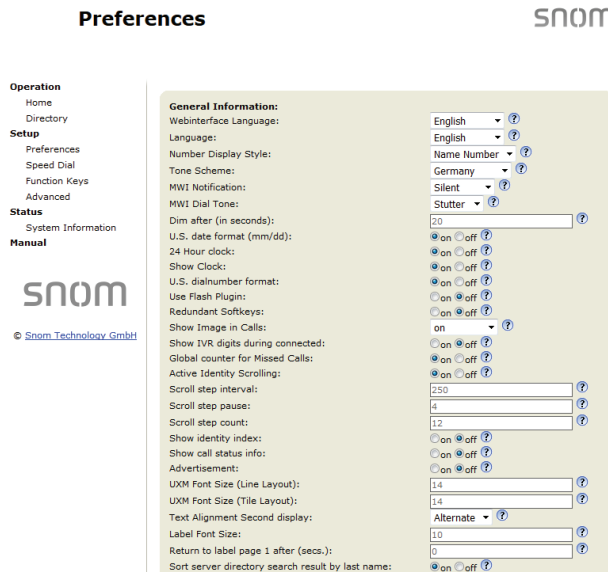 Preferences
snom
Operation
Home
Directory
Setup
Preferences
Speed Dial
Function Keys
Advanced
Status
System Information
Manual
snom
© Snom Technology GmbH
General Information:
Webinterface Language: English ?
Language: English ?
Number Display Style: Name Number ?
Tone Scheme: Germany ?
MWI Notification: Silent ?
MWI Dial Tone: Stutter ?
Dim after (in seconds): 20 ?
U.S. date format (mm/dd): on off ?
24 Hour clock: on off ?
Show Clock: on off ?
U.S. dialnumber format: on off ?
Use Flash Plugin: on off ?
Redundant Softkeys: on off ?
Show Image in Calls: on ?
Show IVR digits during connected: on off ?
Global counter for Missed Calls: on off ?
Active Identity Scrolling: on off ?
Scroll step interval: 250 ?
Scroll step pause: 4 ?
Scroll step count: 12 ?
Show identity index: on off ?
Show call status info: on off ?
Advertisement: on off ?
UXM Font Size (Line Layout): 14 ?
UXM Font Size (Tile Layout): 14 ?
Text Alignment Second display: Alternate ?
Label Font Size: 10 ?
Return to label page 1 after (secs.): 0 ?
Sort server directory search result by last name: on off ?